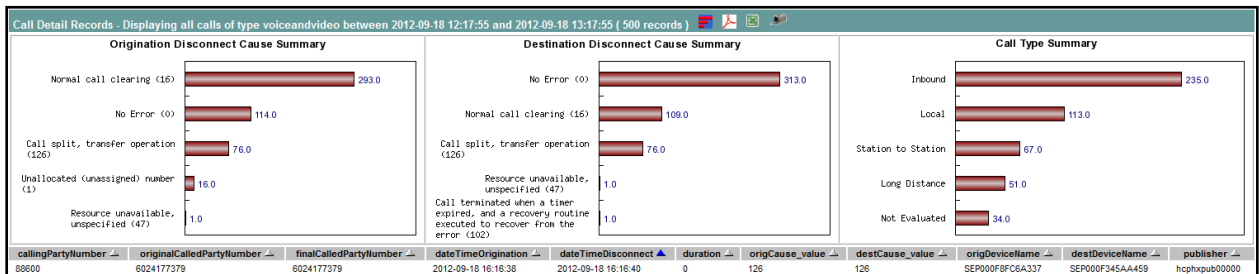 Call Detail Records - Displaying all calls of type voiceandvideo between 2012-09-18 12:17:55 and 2012-09-18 13:17:55 ( 500 records )
Origination Disconnect Cause Summary
Normal call clearing (16) 293.0
No Error (0) 114.0
Call split, transfer operation 76.0
(126)
Unallocated (unassigned) number 16.0
(1)
Resource unavailable, 1.0
unspecified (47)
Destination Disconnect Cause Summary
No Error (0) 313.0
Normal call clearing (16) 109.0
Call split, transfer operation 76.0
(126)
Resource unavailable, 1.0
unspecified (47)
Call terminated when a timer
expired, and a recovery routine 1.0
executed to recover from the
error (102)
Call Type Summary
Inbound 235.0
Local 113.0
Station to Station 67.0
Long Distance 51.0
Not Evaluated 34.0
callingPartyNumber originalCalledPartyNumber finalCalledPartyNumber dateTimeOrigination dateTimeDisconnect duration origCause_value destCause_value origDeviceName destDeviceName publisher
88600 6024177379 6024177379 2012-09-18 16:16:38 2012-09-18 16:16:40 0 126 126 SEP000F8FC6A337 SEP000F345AA459 hcphxpub00000